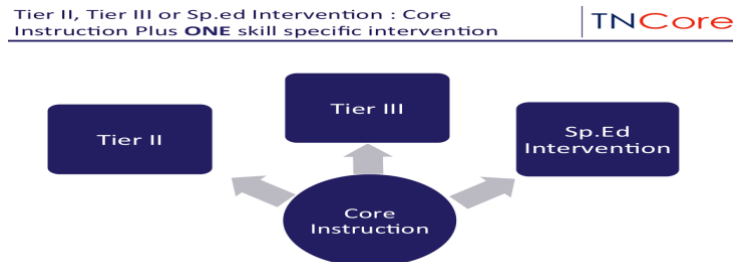 Tier II, Tier III or Sp.ed Intervention : Core
Instruction Plus ONE skill specific intervention
TNCore
Tier II
Tier III
Sp.Ed
Intervention
Core
Instruction